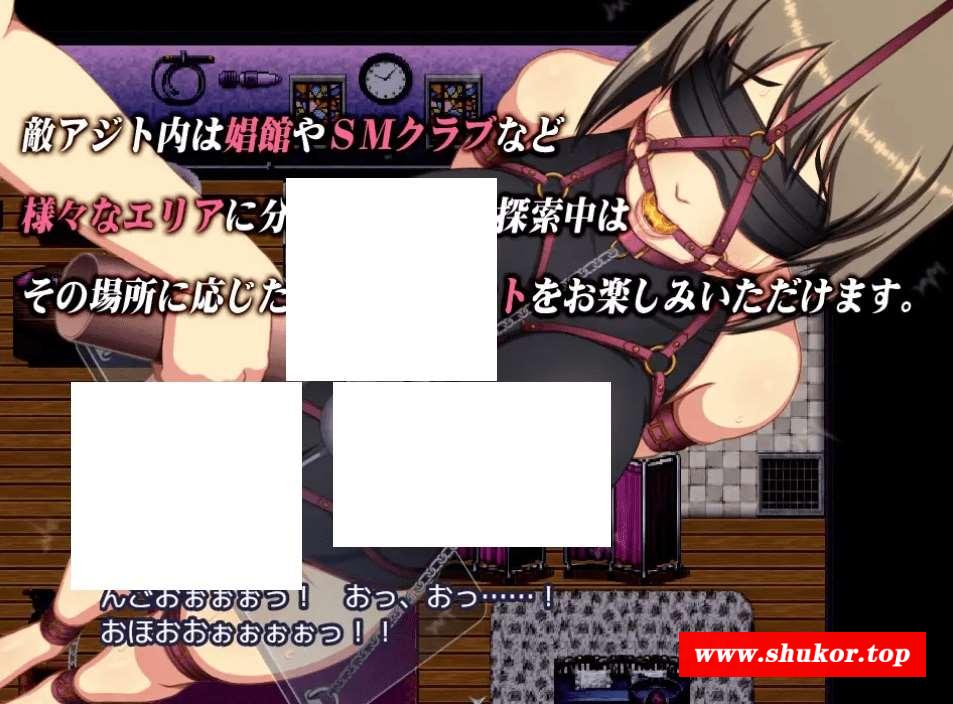 敵アジト内は娼館やSMクラブなど
様々なエリアに分 探索中は
その場所に応じた トをお楽しみいただけます。
んごおぉぉぉっ! おっ、おっ……!
おほおおぉぉぉぉっ!!
www.shukor.top